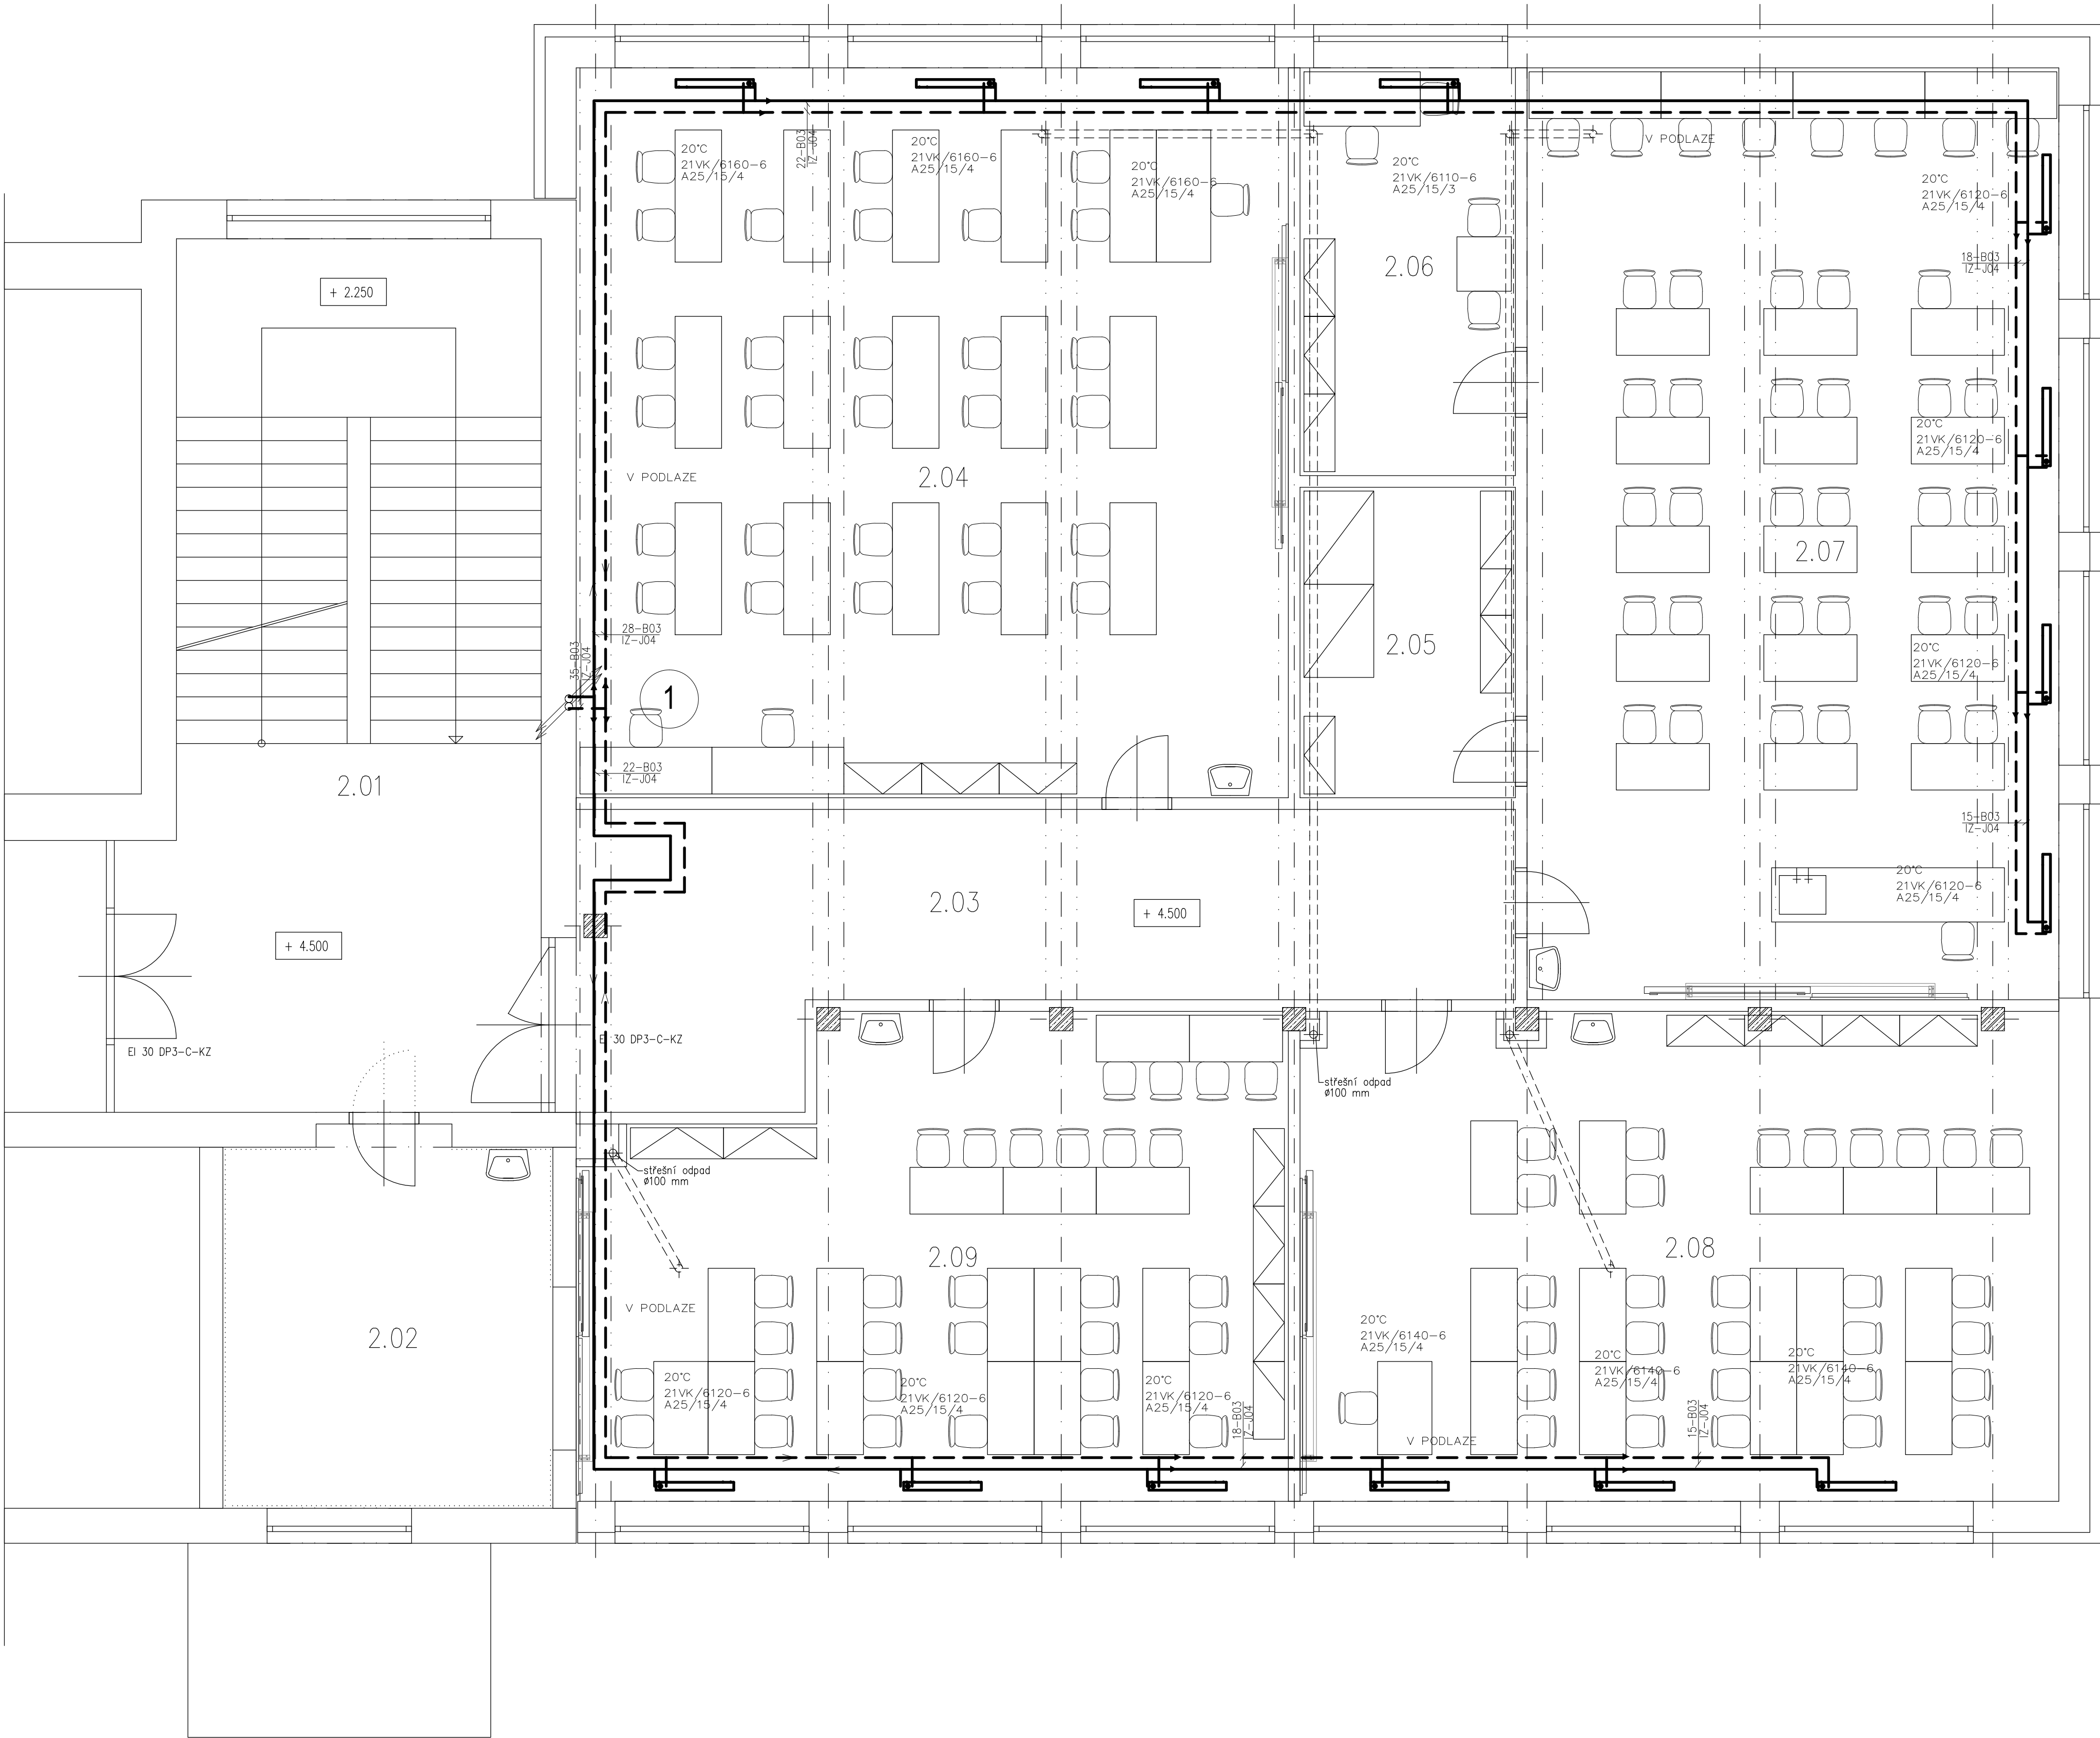 20°C
21VK/6160-6
A25/15/4
22-B03
IZ-J04
20°C
21VK/6160-6
A25/15/4
20°C
21VK/6160-6
A25/15/4
20°C
21VK/6110-6
A25/15/3
V PODLAZE
20°C
21VK/6120-6
A25/15/4
18-B03
IZ-J04
+ 2.250
2.06
20°C
21VK/6120-6
A25/15/4
V PODLAZE
2.04
2.07
28-B03
IZ-J04
35-B03
IZ-J04
2.05
20°C
21VK/6120-6
A25/15/4
1
22-B03
IZ-J04
2.01
15-B03
IZ-J04
2.03
+ 4.500
20°C
21VK/6120-6
A25/15/4
+ 4.500
EI 30 DP3-C-KZ
EI 30 DP3-C-KZ
střešní odpad
ø100 mm
střešní odpad
ø100 mm
2.09
2.08
V PODLAZE
2.02
20°C
21VK/6140-6
A25/15/4
20°C
21VK/6140-6
A25/15/4
20°C
21VK/6140-6
A25/15/4
20°C
21VK/6120-6
A25/15/4
20°C
21VK/6120-6
A25/15/4
20°C
21VK/6120-6
A25/15/4
18-B03
IZ-J04
V PODLAZE
15-B03
IZ-J04